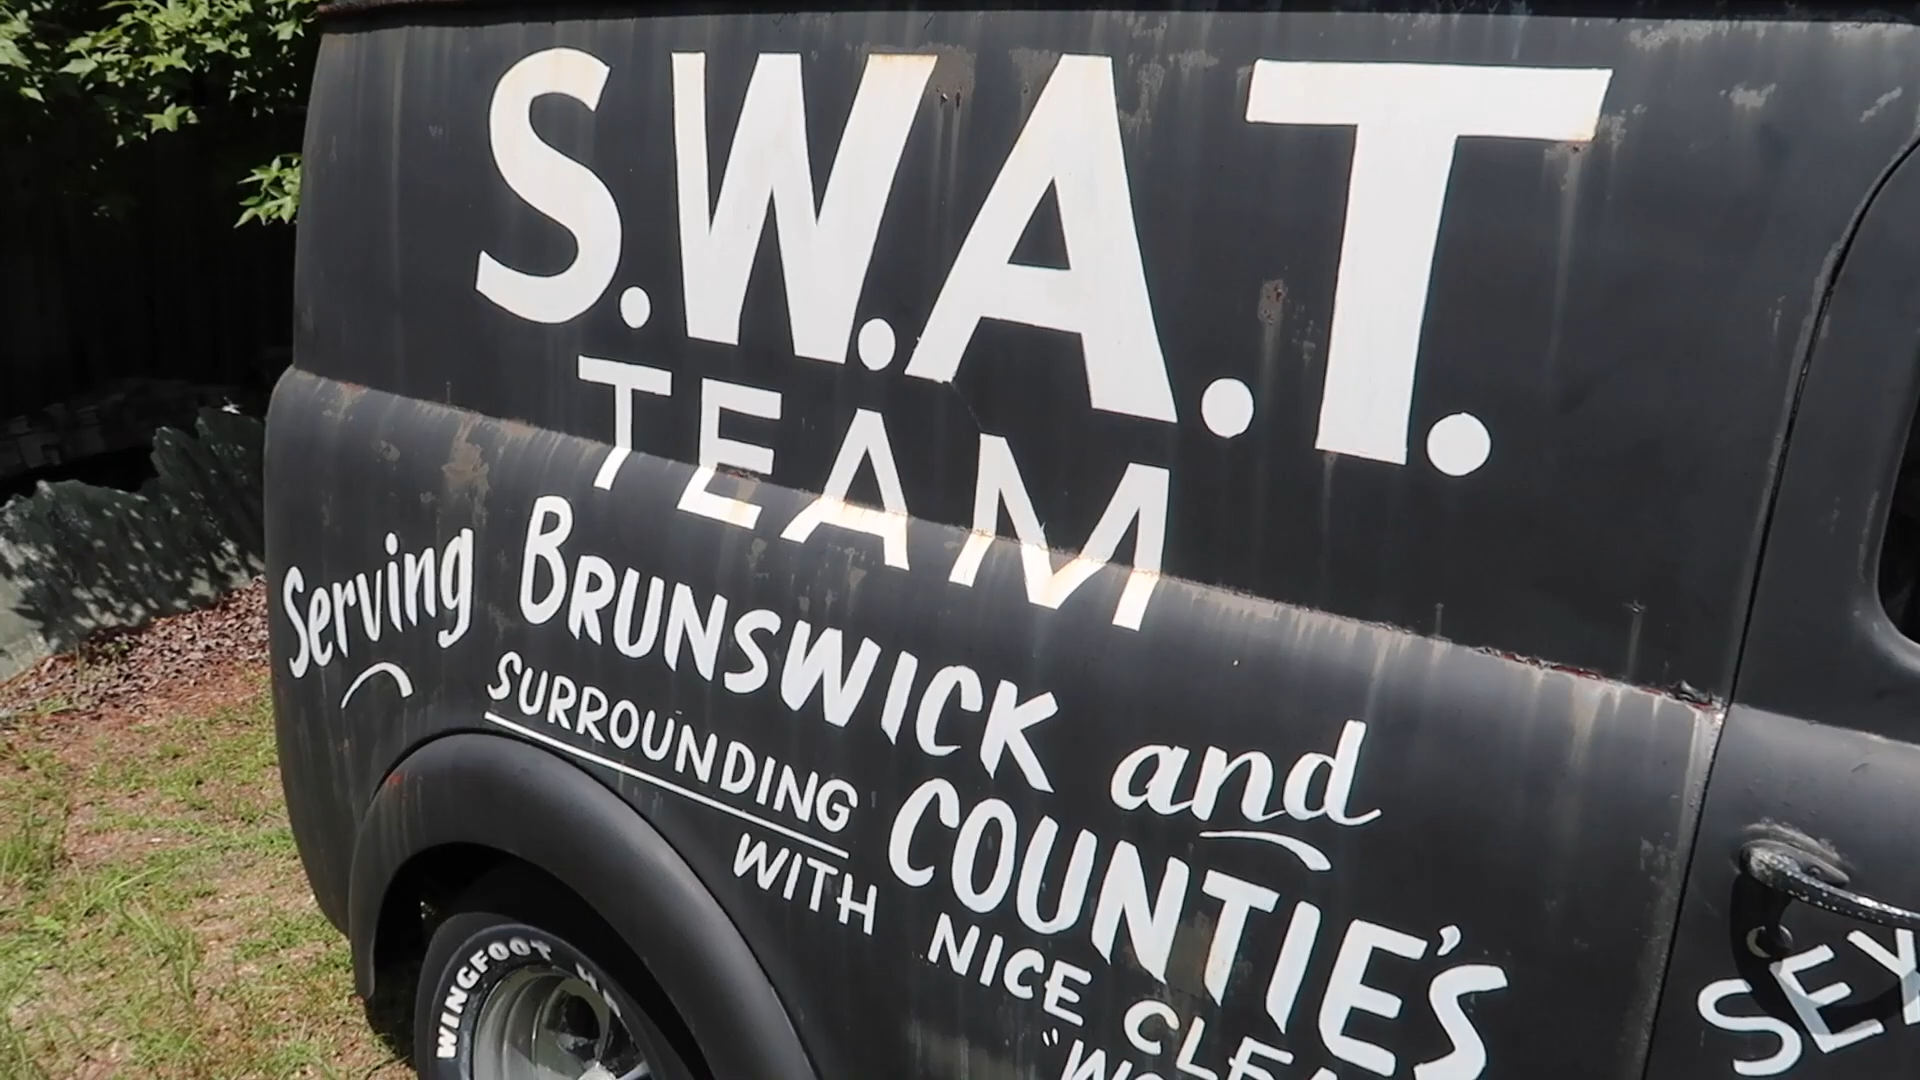 S.W.A.T.
TEAM
Serving BRUNSWICK and
SURROUNDING COUNTIE'S
WITH NICE
WINGFOOT